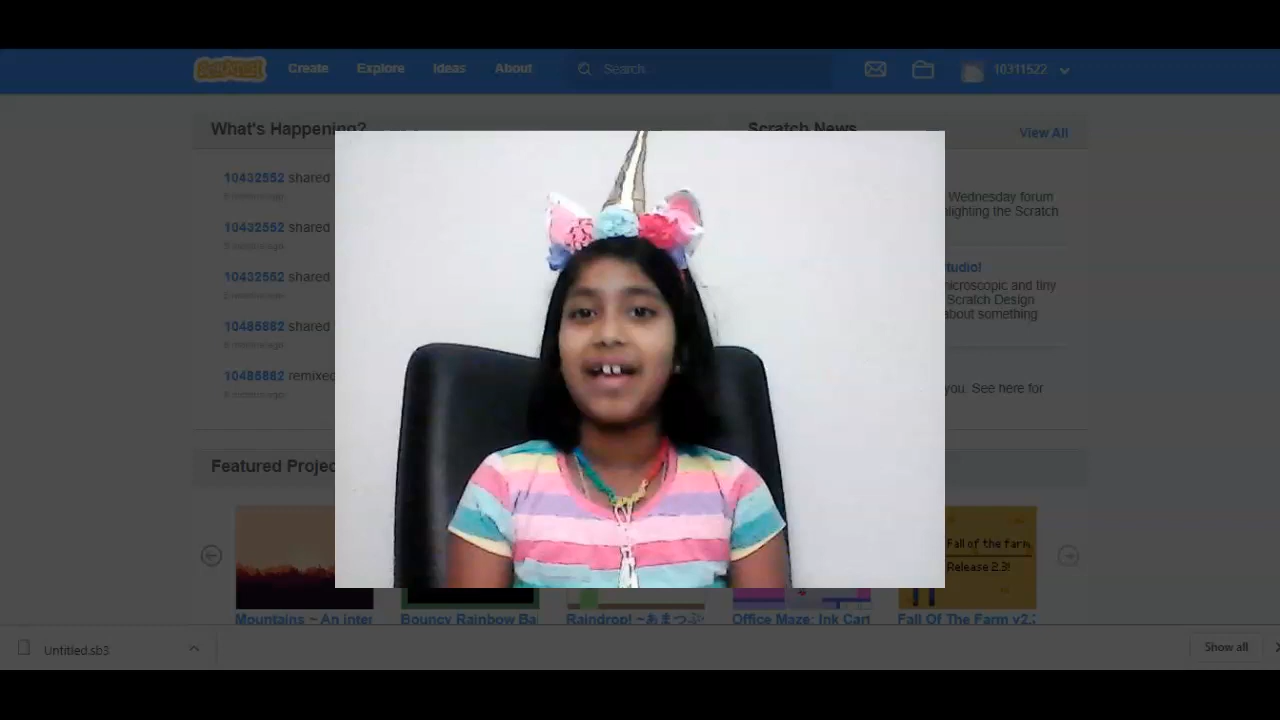 SCRATCH
Create
Explore
Ideas
About
Search
10311522
What's Happening?
10432552 shared
10432552 shared
10432552 shared
10486882 shared
10486882 remixed
Scratch News
View All
Wednesday forum
lighting the Scratch
tudio!
microscopic and tiny
Scratch Design
about something
you. See here for
Featured Projec
Fall of the farm
Release 2.3!
Mountains ~ An inter
Bouncy Rainbow Ba
Raindrop! ~あまつぶ
Office Maze: Ink Cart
Fall Of The Farm v2.
Untitled.sb3
Show all